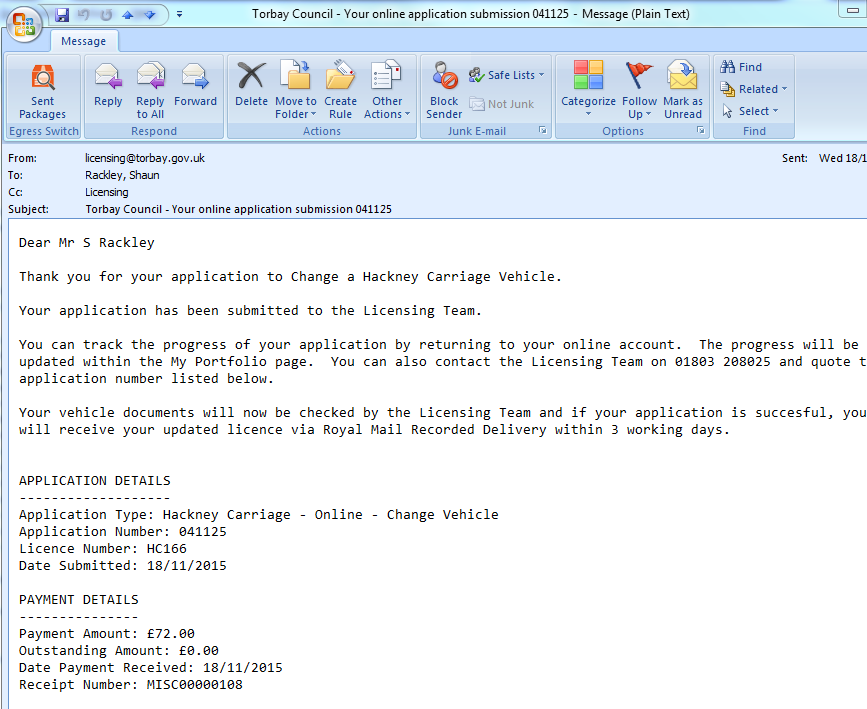 Torbay Council - Your online application submission 041125 - Message (Plain Text)
Message
Sent Packages
Reply
Reply to All
Forward
Delete
Move to Folder
Create Rule
Other Actions
Block Sender
Safe Lists
Not Junk
Categorize
Follow Up
Mark as Unread
Find
Related
Select
Egress Switch
Respond
Actions
Junk E-mail
Options
Find
From: licensing@torbay.gov.uk
Sent: Wed 18/1
To: Rackley, Shaun
Cc: Licensing
Subject: Torbay Council - Your online application submission 041125
Dear Mr S Rackley
Thank you for your application to Change a Hackney Carriage Vehicle.
Your application has been submitted to the Licensing Team.
You can track the progress of your application by returning to your online account.  The progress will be
updated within the My Portfolio page.  You can also contact the Licensing Team on 01803 208025 and quote t
application number listed below.
Your vehicle documents will now be checked by the Licensing Team and if your application is succesful, you
will receive your updated licence via Royal Mail Recorded Delivery within 3 working days.
APPLICATION DETAILS
-------------------
Application Type: Hackney Carriage - Online - Change Vehicle
Application Number: 041125
Licence Number: HC166
Date Submitted: 18/11/2015
PAYMENT DETAILS
---------------
Payment Amount: £72.00
Outstanding Amount: £0.00
Date Payment Received: 18/11/2015
Receipt Number: MISC00000108